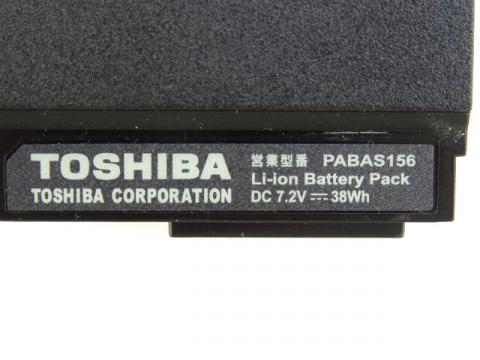 TOSHIBA
TOSHIBA CORPORATION
営業型番 PABAS156
Li-ion Battery Pack
DC 7.2V ⎓ 38Wh